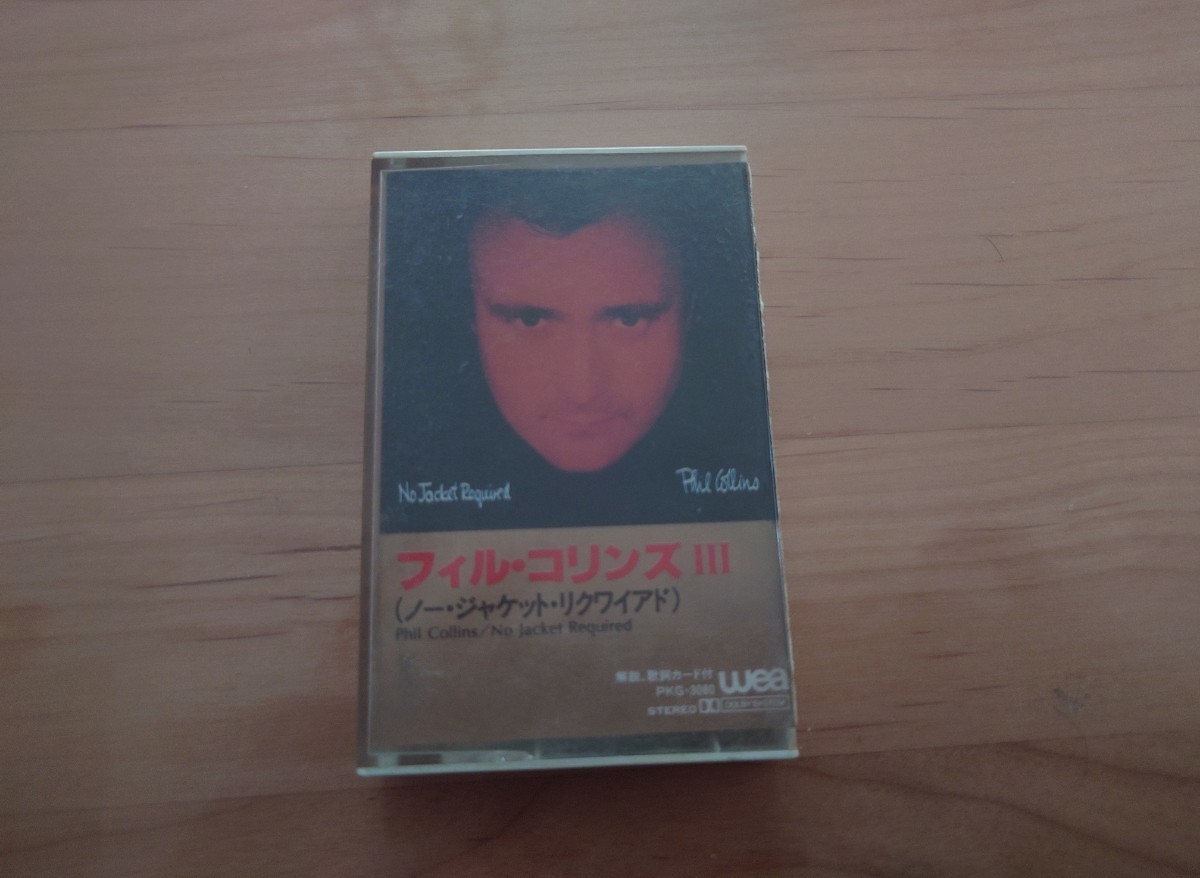 No Jacket Required
Phil Collins
フィル・コリンズ III
(ノー・ジャケット・リクワイアド)
Phil Collins/No Jacket Required
解説、歌詞カード付
wea
STEREO DOLBY SYSTEM